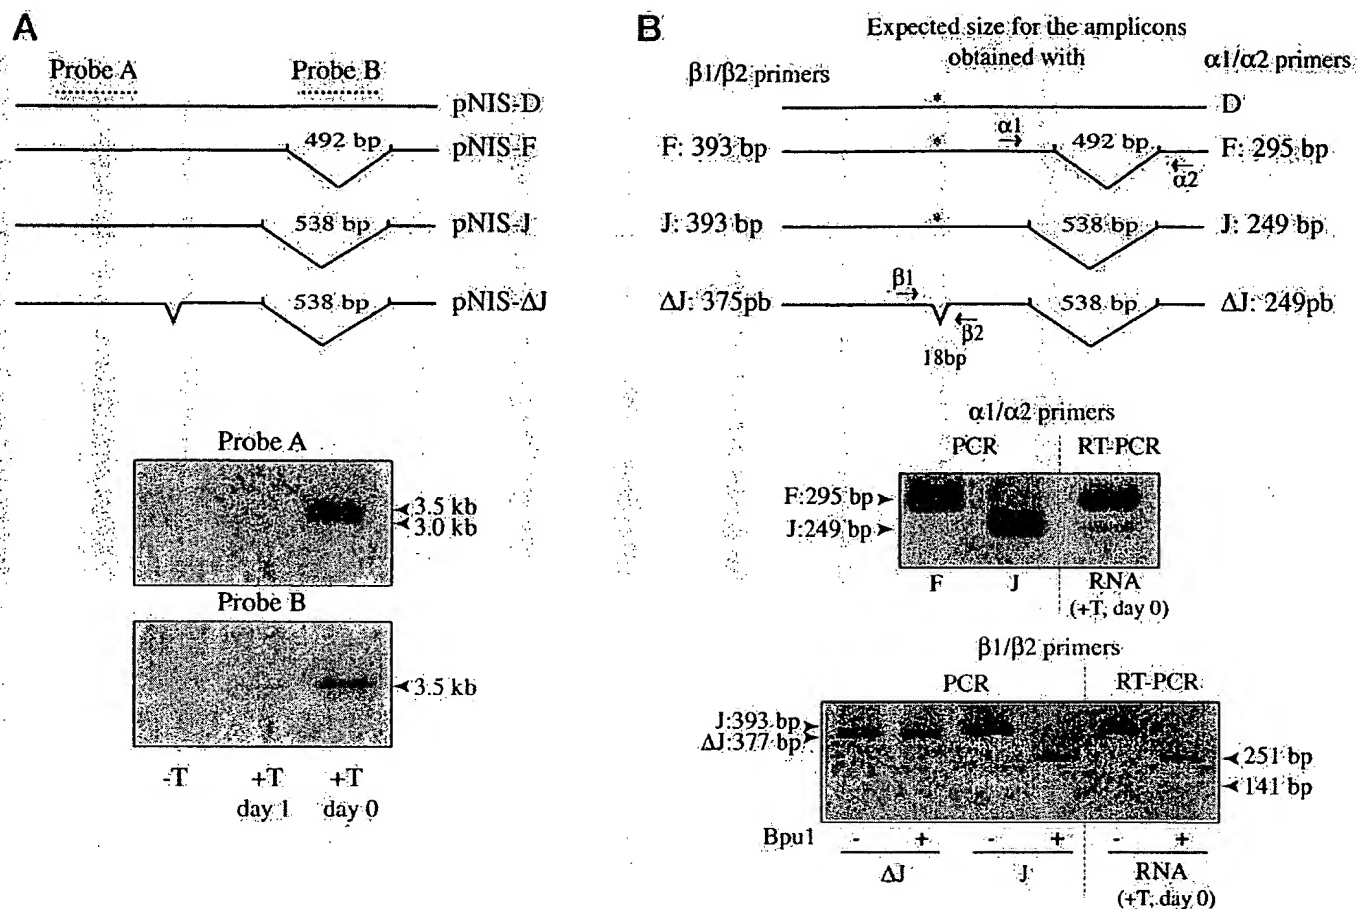 A
Probe A
Probe B
pNIS-D
492 bp
pNIS-F
538 bp
pNIS-J
538 bp
pNIS-ΔJ
Probe A
3.5 kb
3.0 kb
Probe B
3.5 kb
-T
+T
+T
day 1
day 0
B
Expected size for the amplicons
obtained with
β1/β2 primers
α1/α2 primers
*
D
α1
F: 393 bp
*
492 bp
F: 295 bp
α2
J: 393 bp
*
538 bp
J: 249 bp
β1
ΔJ: 375pb
538 bp
ΔJ: 249pb
β2
18bp
α1/α2 primers
PCR
RT-PCR
F:295 bp
J:249 bp
F
J
RNA
(+T, day 0)
β1/β2 primers
PCR
RT-PCR
J:393 bp
ΔJ:377 bp
251 bp
141 bp
Bpu1
-
+
-
+
-
+
ΔJ
J
RNA
(+T, day 0)